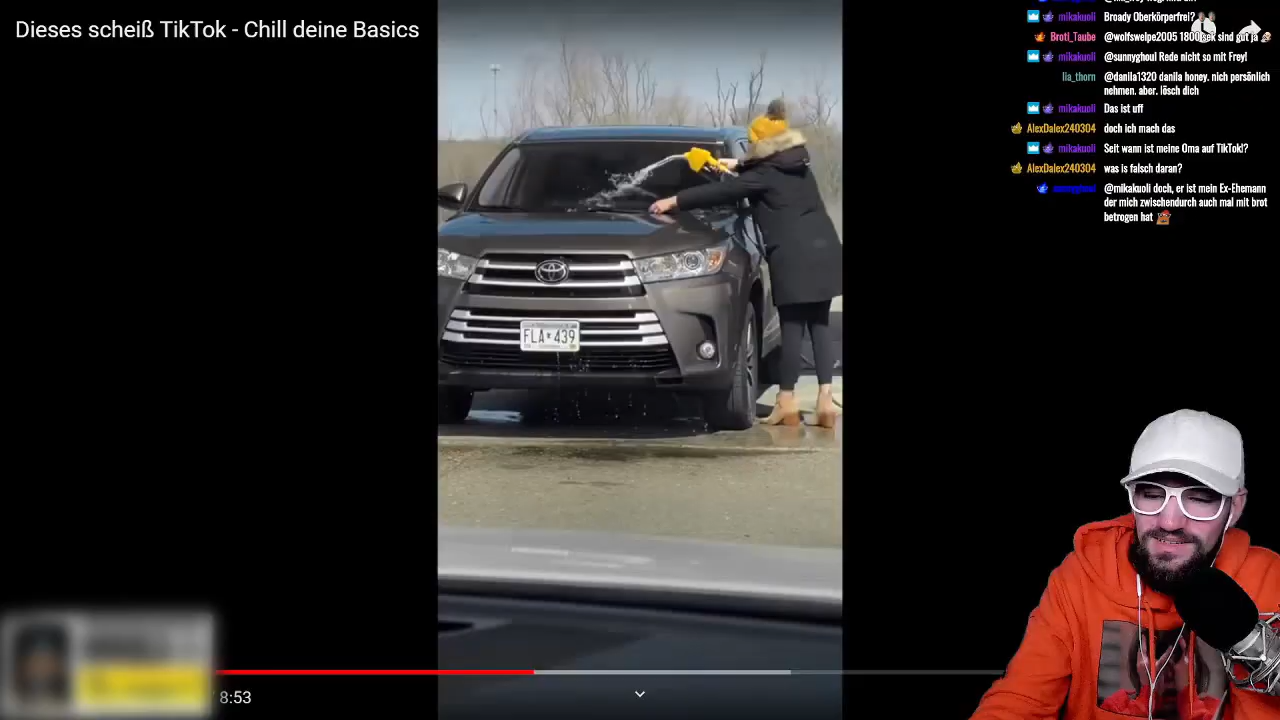 Dieses scheiß TikTok - Chill deine Basics
mikakuoli Broady Oberkörperfrei?
Brotl_Taube @wolfswelpe2005 1800 sek sind gut ja
mikakuoli @sunnyghoul Rede nicht so mit Frey!
lia_thorn @danila1320 danila honey. nich persönlich
nehmen. aber. lösch dich
mikakuoli Das ist uff
AlexDalex240304 doch ich mach das
mikakuoli Seit wann ist meine Oma auf TikTok!?
AlexDalex240304 was is falsch daran?
sunnyghoul @mikakuoli doch, er ist mein Ex-Ehemann
der mich zwischendurch auch mal mit brot
betrogen hat
FLA*439
/ 8:53